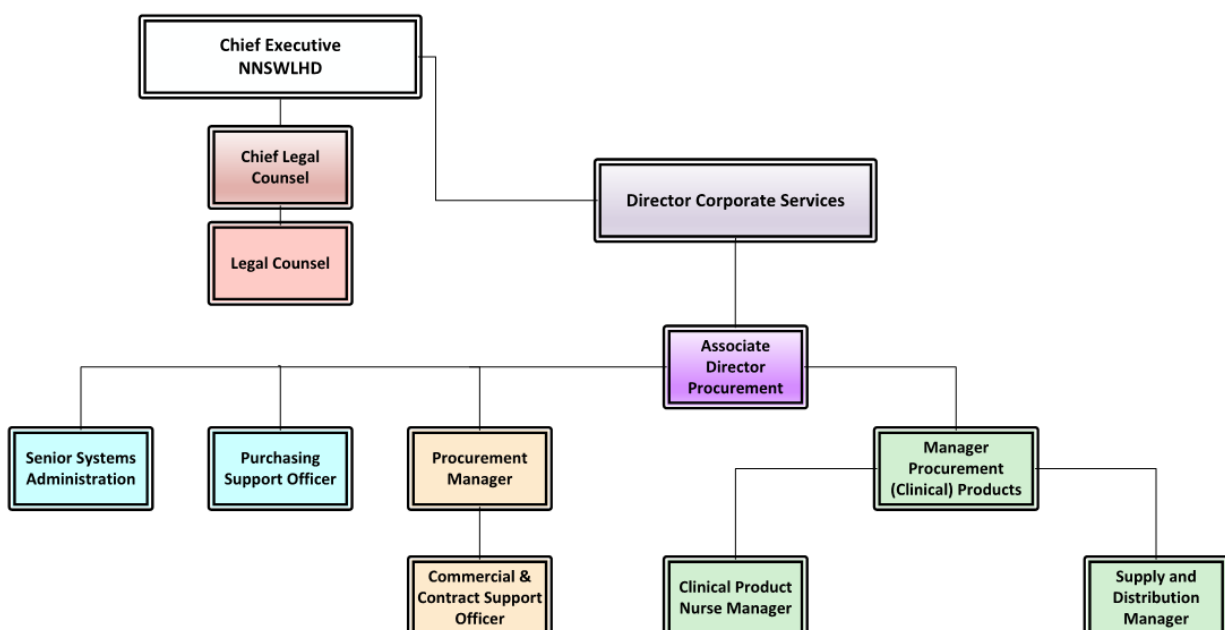 Chief Executive
NNSWLHD
Chief Legal
Counsel
Director Corporate Services
Legal Counsel
Associate
Director
Procurement
Senior Systems
Administration
Purchasing
Support Officer
Procurement
Manager
Manager
Procurement
(Clinical) Products
Commercial &
Contract Support
Officer
Clinical Product
Nurse Manager
Supply and
Distribution
Manager